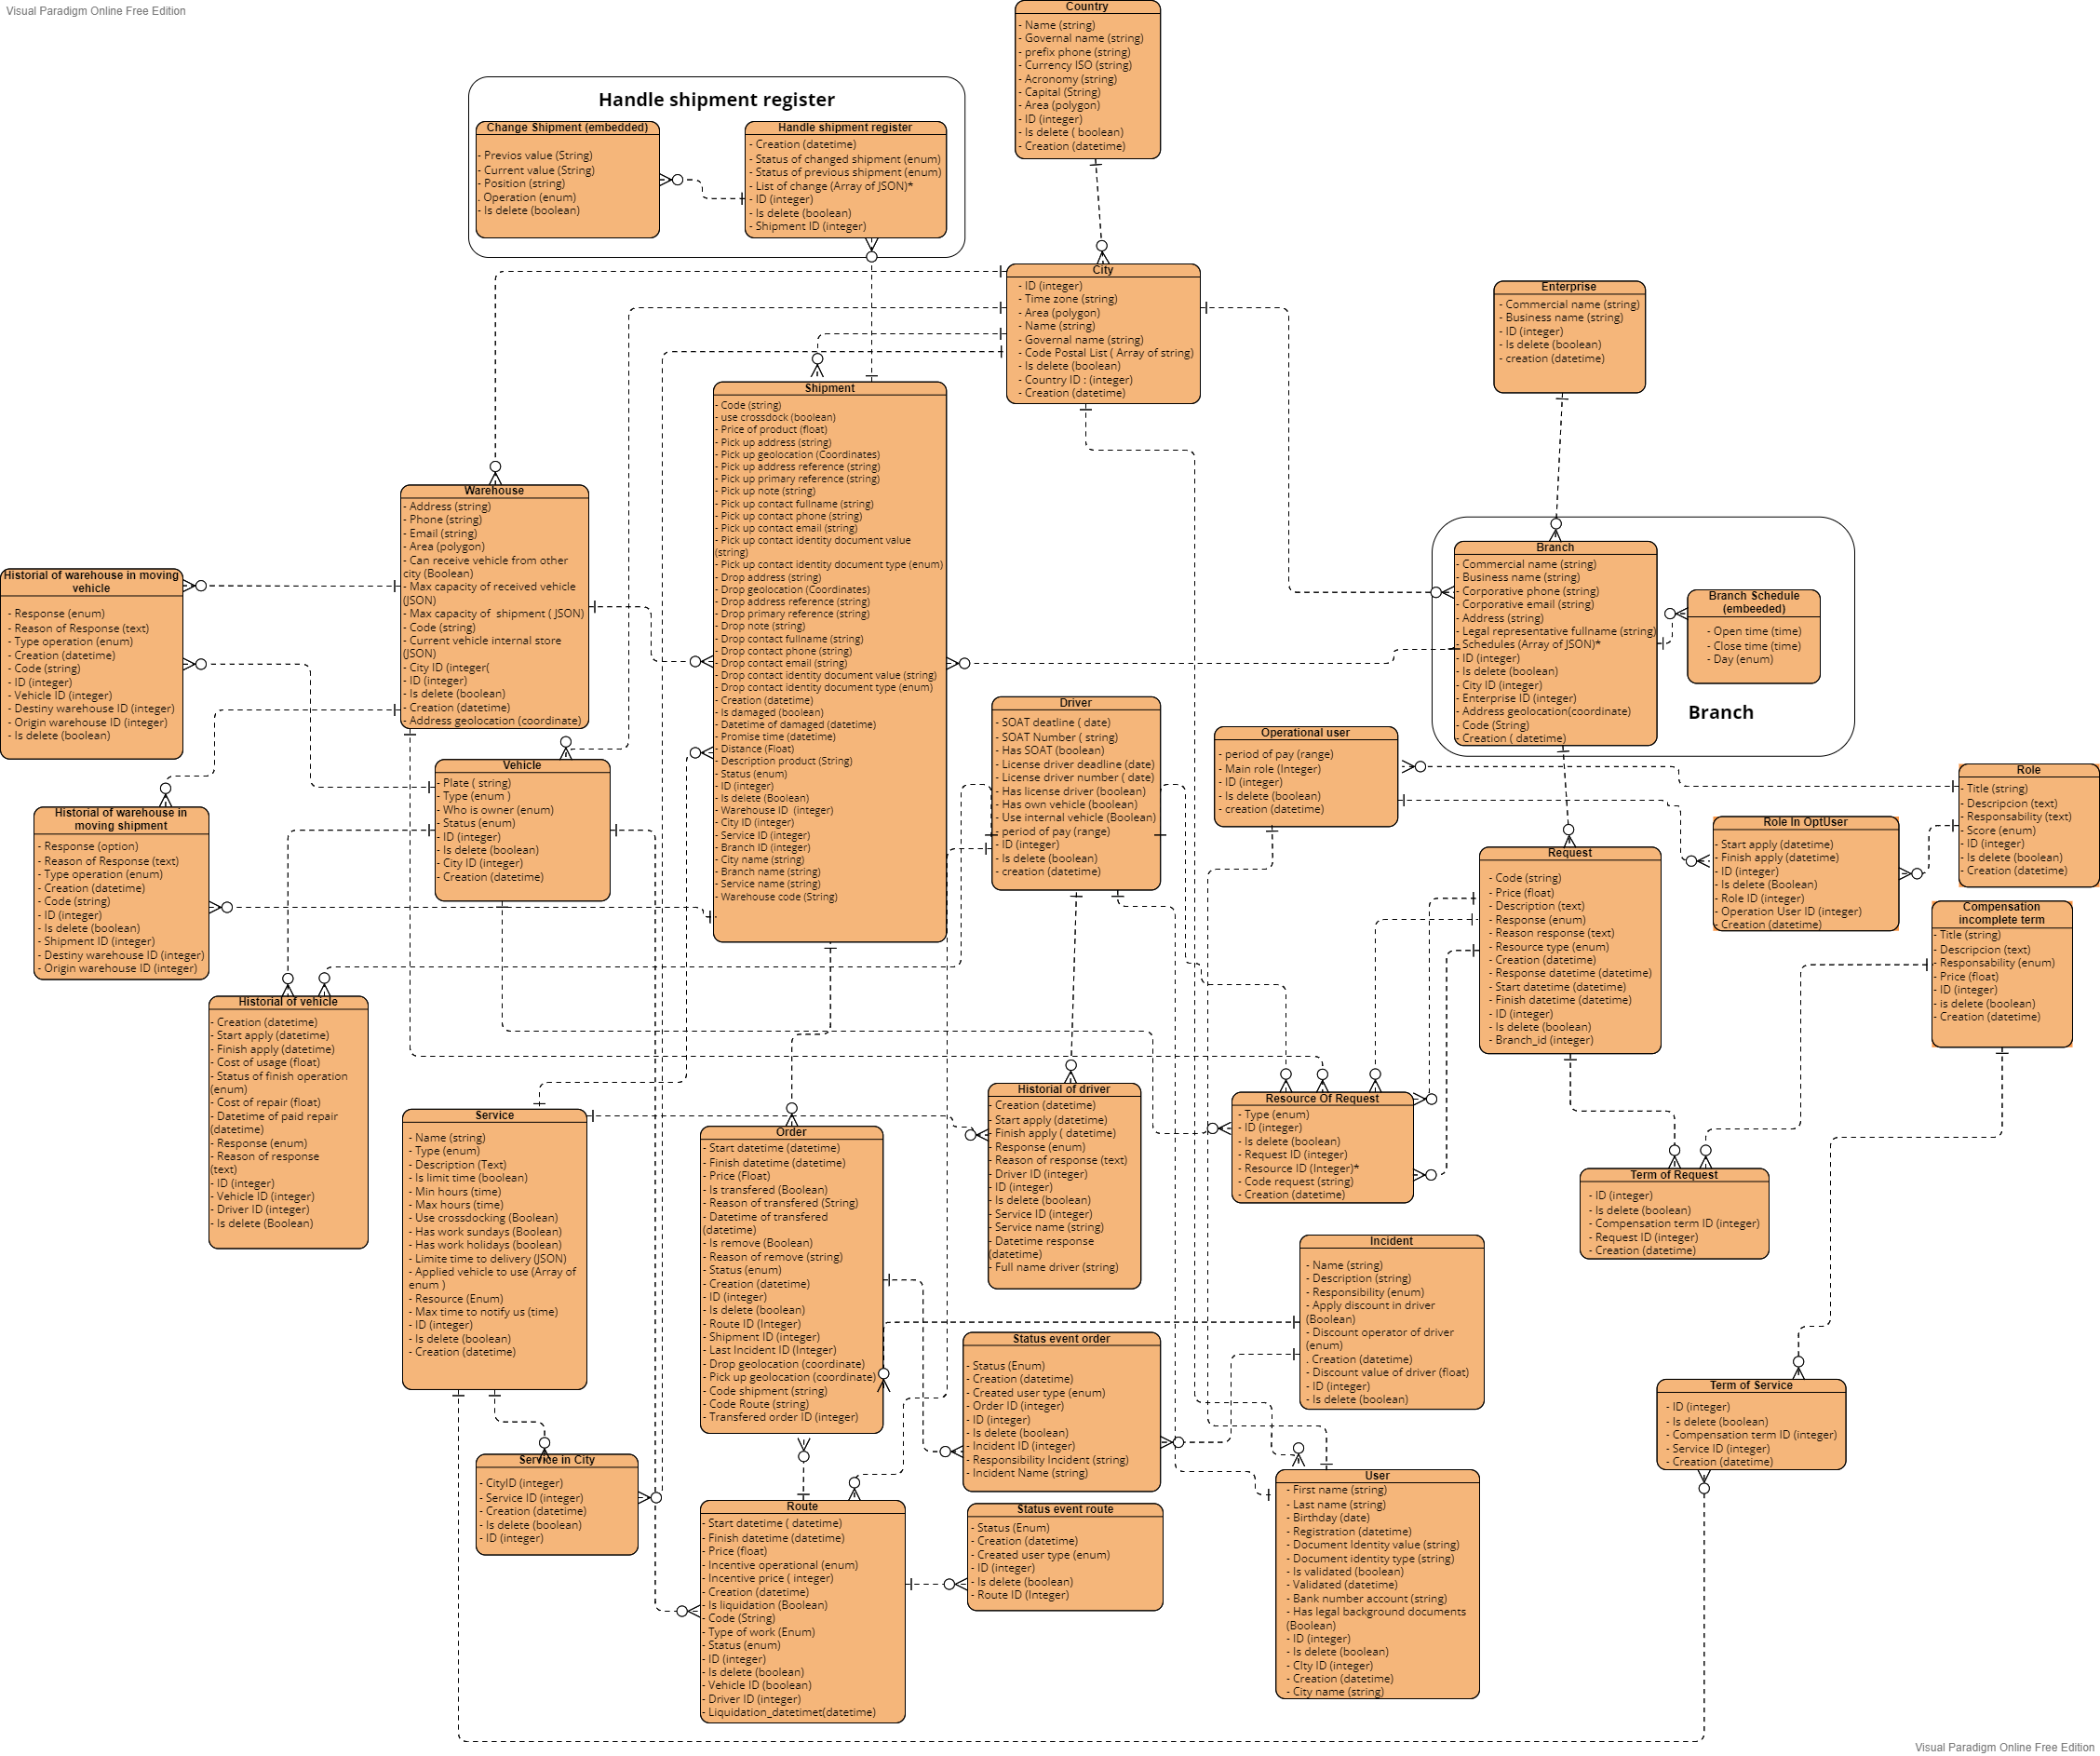 Visual Paradigm Online Free Edition
Country
- Name (string)
- Governal name (string)
- prefix phone (string)
- Currency ISO (string)
- Acronomy (string)
- Capital (String)
- Area (polygon)
- ID (integer)
- Is delete ( boolean)
- Creation (datetime)
Handle shipment register
Change Shipment (embedded)
- Previos value (String)
- Current value (String)
- Position (string)
. Operation (enum)
- Is delete (boolean)
Handle shipment register
- Creation (datetime)
- Status of changed shipment (enum)
- Status of previous shipment (enum)
- List of change (Array of JSON)*
- ID (integer)
- Is delete (boolean)
- Shipment ID (integer)
City
- ID (integer)
- Time zone (string)
- Area (polygon)
- Name (string)
- Governal name (string)
- Code Postal List ( Array of string)
- Is delete (boolean)
- Country ID : (integer)
- Creation (datetime)
Enterprise
- Commercial name (string)
- Business name (string)
- ID (integer)
- Is delete (boolean)
- creation (datetime)
Shipment
- Code (string)
- use crossdock (boolean)
- Price of product (float)
- Pick up address (string)
- Pick up geolocation (Coordinates)
- Pick up address reference (string)
- Pick up primary reference (string)
- Pick up note (string)
- Pick up contact fullname (string)
- Pick up contact phone (string)
- Pick up contact email (string)
- Pick up contact identity document value
(string)
- Pick up contact identity document type (enum)
- Drop address (string)
- Drop geolocation (Coordinates)
- Drop address reference (string)
- Drop primary reference (string)
- Drop note (string)
- Drop contact fullname (string)
- Drop contact phone (string)
- Drop contact email (string)
- Drop contact identity document value (string)
- Drop contact identity document type (enum)
- Creation (datetime)
- Is damaged (boolean)
- Datetime of damaged (datetime)
- Promise time (datetime)
- Distance (Float)
- Description product (String)
- Status (enum)
- ID (integer)
- Is delete (Boolean)
- Warehouse ID (integer)
- City ID (integer)
- Service ID (integer)
- Branch ID (integer)
- City name (string)
- Branch name (string)
- Service name (string)
- Warehouse code (String)
-
Warehouse
- Address (string)
- Phone (string)
- Email (string)
- Area (polygon)
- Can receive vehicle from other
city (Boolean)
- Max capacity of received vehicle
(JSON)
- Max capacity of shipment ( JSON)
- Code (string)
- Current vehicle internal store
(JSON)
- City ID (integer(
- ID (integer)
- Is delete (boolean)
- Creation (datetime)
- Address geolocation (coordinate)
Historial of warehouse in moving
vehicle
- Response (enum)
- Reason of Response (text)
- Type operation (enum)
- Creation (datetime)
- Code (string)
- ID (integer)
- Vehicle ID (integer)
- Destiny warehouse ID (integer)
- Origin warehouse ID (integer)
- Is delete (boolean)
Branch
- Commercial name (string)
- Business name (string)
- Corporative phone (string)
- Corporative email (string)
- Address (string)
- Legal representative fullname (string)
- Schedules (Array of JSON)*
- ID (integer)
- Is delete (boolean)
- City ID (integer)
- Enterprise ID (integer)
- Address geolocation(coordinate)
- Code (String)
- Creation ( datetime)
Branch Schedule
(embeeded)
- Open time (time)
- Close time (time)
- Day (enum)
Branch
Driver
- SOAT deatline ( date)
- SOAT Number ( string)
- Has SOAT (boolean)
- License driver deadline (date)
- License driver number ( date)
- Has license driver (boolean)
- Has own vehicle (boolean)
- Use internal vehicle (Boolean)
- period of pay (range)
- ID (integer)
- Is delete (boolean)
- creation (datetime)
Operational user
- period of pay (range)
- Main role (Integer)
- ID (integer)
- Is delete (boolean)
- creation (datetime)
Vehicle
- Plate ( string)
- Type (enum )
- Who is owner (enum)
- Status (enum)
- ID (integer)
- Is delete (boolean)
- City ID (integer)
- Creation (datetime)
Role
- Title (string)
- Descripcion (text)
- Responsability (text)
- Score (enum)
- ID (integer)
- Is delete (boolean)
- Creation (datetime)
Role In OptUser
- Start apply (datetime)
- Finish apply (datetime)
- ID (integer)
- Is delete (Boolean)
- Role ID (integer)
- Operation User ID (integer)
- Creation (datetime)
Historial of warehouse in
moving shipment
- Response (option)
- Reason of Response (text)
- Type operation (enum)
- Creation (datetime)
- Code (string)
- ID (integer)
- Is delete (boolean)
- Shipment ID (integer)
- Destiny warehouse ID (integer)
- Origin warehouse ID (integer)
Request
- Code (string)
- Price (float)
- Description (text)
- Response (enum)
- Reason response (text)
- Resource type (enum)
- Creation (datetime)
- Response datetime (datetime)
- Start datetime (datetime)
- Finish datetime (datetime)
- ID (integer)
- Is delete (boolean)
- Branch_id (integer)
Compensation
incomplete term
- Title (string)
- Descripcion (text)
- Responsability (enum)
- Price (float)
- ID (integer)
- is delete (boolean)
- Creation (datetime)
Historial of vehicle
- Creation (datetime)
- Start apply (datetime)
- Finish apply (datetime)
- Cost of usage (float)
- Status of finish operation
(enum)
- Cost of repair (float)
- Datetime of paid repair
(datetime)
- Response (enum)
- Reason of response
(text)
- ID (integer)
- Vehicle ID (integer)
- Driver ID (integer)
- Is delete (Boolean)
Service
- Name (string)
- Type (enum)
- Description (Text)
- Is limit time (boolean)
- Min hours (time)
- Max hours (time)
- Use crossdocking (Boolean)
- Has work sundays (Boolean)
- Has work holidays (boolean)
- Limite time to delivery (JSON)
- Applied vehicle to use (Array of
enum )
- Resource (Enum)
- Max time to notify us (time)
- ID (integer)
- Is delete (boolean)
- Creation (datetime)
Order
- Start datetime (datetime)
- Finish datetime (datetime)
- Price (Float)
- Is transfered (Boolean)
- Reason of transfered (String)
- Datetime of transfered
(datetime)
- Is remove (Boolean)
- Reason of remove (string)
- Status (enum)
- Creation (datetime)
- ID (integer)
- Is delete (boolean)
- Route ID (Integer)
- Shipment ID (integer)
- Last Incident ID (Integer)
- Drop geolocation (coordinate)
- Pick up geolocation (coordinate)
- Code shipment (string)
- Code Route (string)
- Transfered order ID (integer)
Historial of driver
- Creation (datetime)
- Start apply (datetime)
- Finish apply ( datetime)
- Response (enum)
- Reason of response (text)
- Driver ID (integer)
- ID (integer)
- Is delete (boolean)
- Service ID (integer)
- Service name (string)
- Datetime response
(datetime)
- Full name driver (string)
Resource Of Request
- Type (enum)
- ID (integer)
- Is delete (boolean)
- Request ID (integer)
- Resource ID (Integer)*
- Code request (string)
- Creation (datetime)
Term of Request
- ID (integer)
- Is delete (boolean)
- Compensation term ID (integer)
- Request ID (integer)
- Creation (datetime)
Incident
- Name (string)
- Description (string)
- Responsibility (enum)
- Apply discount in driver
(Boolean)
- Discount operator of driver
(enum)
. Creation (datetime)
- Discount value of driver (float)
- ID (integer)
- Is delete (boolean)
Status event order
- Status (Enum)
- Creation (datetime)
- Created user type (enum)
- Order ID (integer)
- ID (integer)
- Is delete (boolean)
- Incident ID (integer)
- Responsibility Incident (string)
- Incident Name (string)
Term of Service
- ID (integer)
- Is delete (boolean)
- Compensation term ID (integer)
- Service ID (integer)
- Creation (datetime)
Service in City
- CityID (integer)
- Service ID (integer)
- Creation (datetime)
- Is delete (boolean)
- ID (integer)
Route
- Start datetime ( datetime)
- Finish datetime (datetime)
- Price (float)
- Incentive operational (enum)
- Incentive price ( integer)
- Creation (datetime)
- Is liquidation (Boolean)
- Code (String)
- Type of work (Enum)
- Status (enum)
- ID (integer)
- Is delete (boolean)
- Vehicle ID (boolean)
- Driver ID (integer)
- Liquidation_datetimet(datetime)
Status event route
- Status (Enum)
- Creation (datetime)
- Created user type (enum)
- ID (integer)
- Is delete (boolean)
- Route ID (Integer)
User
- First name (string)
- Last name (string)
- Birthday (date)
- Registration (datetime)
- Document Identity value (string)
- Document identity type (string)
- Is validated (boolean)
- Validated (datetime)
- Bank number account (string)
- Has legal background documents
(Boolean)
- ID (integer)
- Is delete (boolean)
- CIty ID (integer)
- Creation (datetime)
- City name (string)
Visual Paradigm Online Free Edition